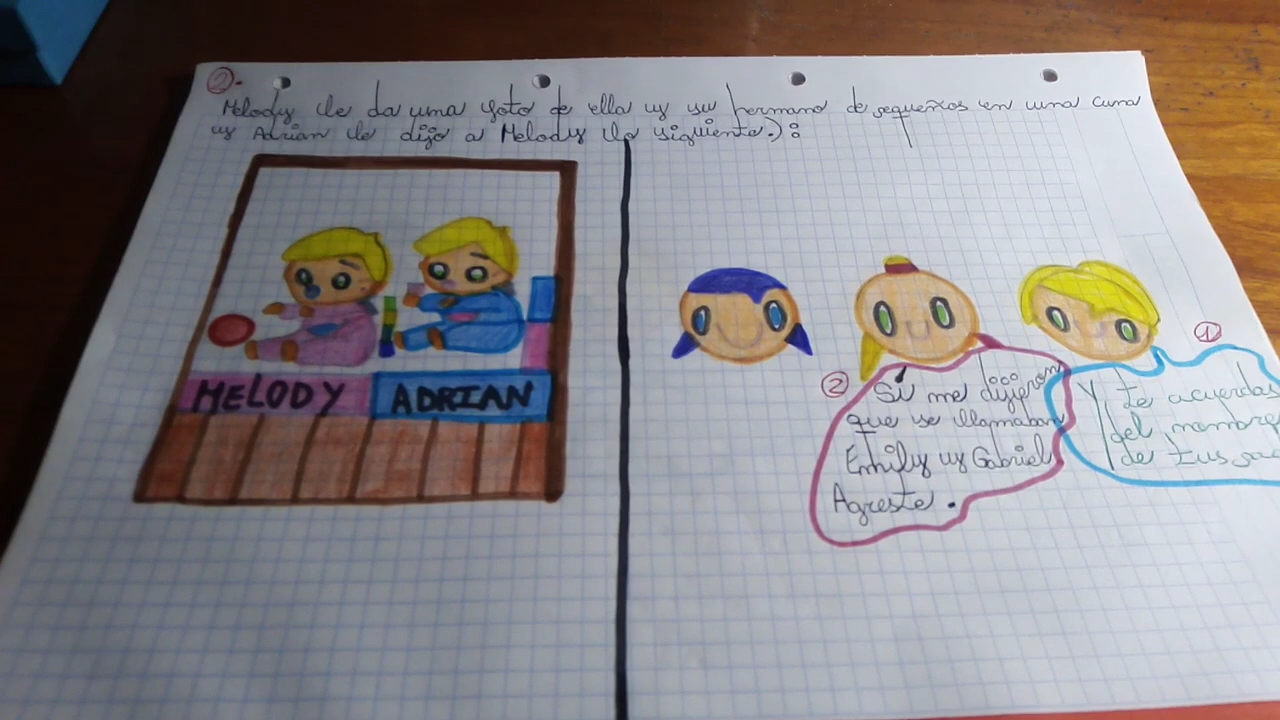 2.-
Melody le da una foto de ella y su hermano de pequeños en una cuna
y Adrian le dijo a Melody lo siguiente.):
MELODY ADRIAN
1
Y te acuerdas
del nombre
de tus
2
Sí me dijeron
que se llamaban
Emily y Gabriel
Agreste.